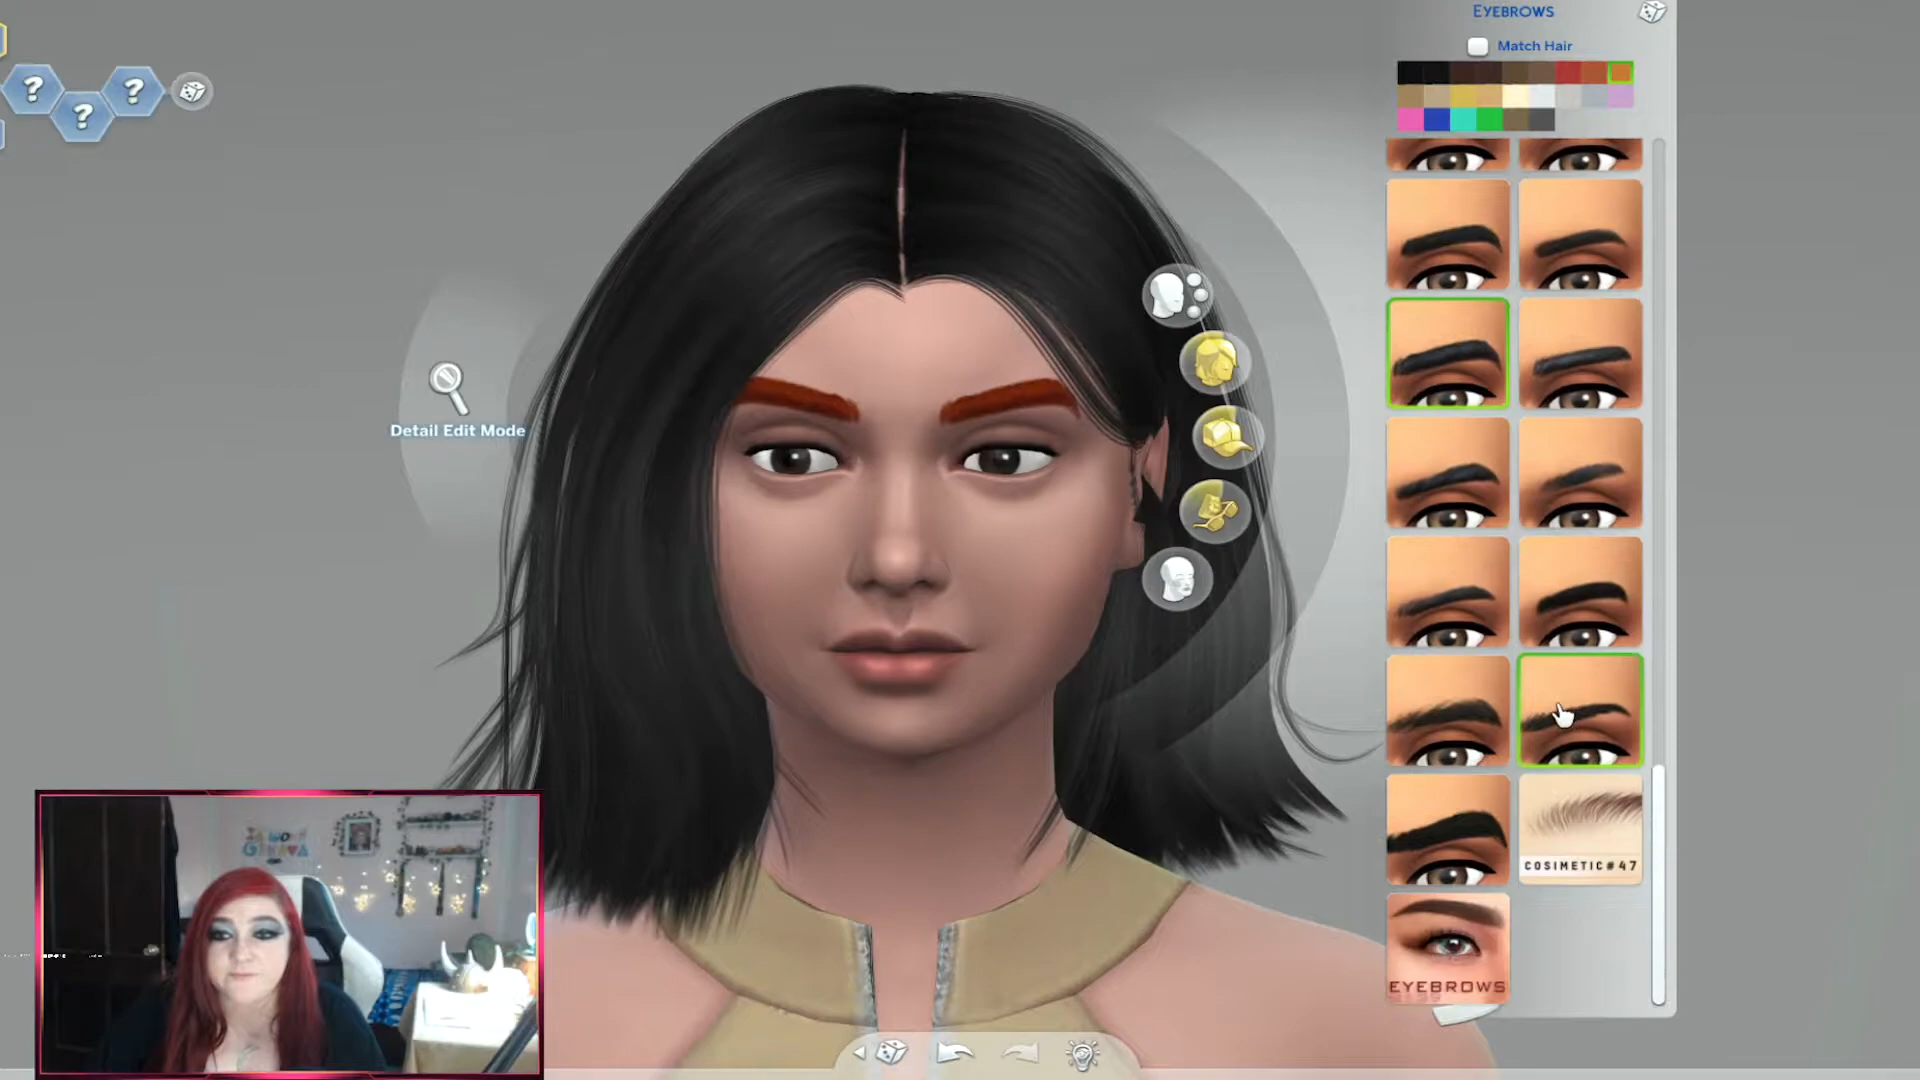 EYEBROWS
Match Hair
?
?
?
Detail Edit Mode
COSIMETIC#47
EYEBROWS